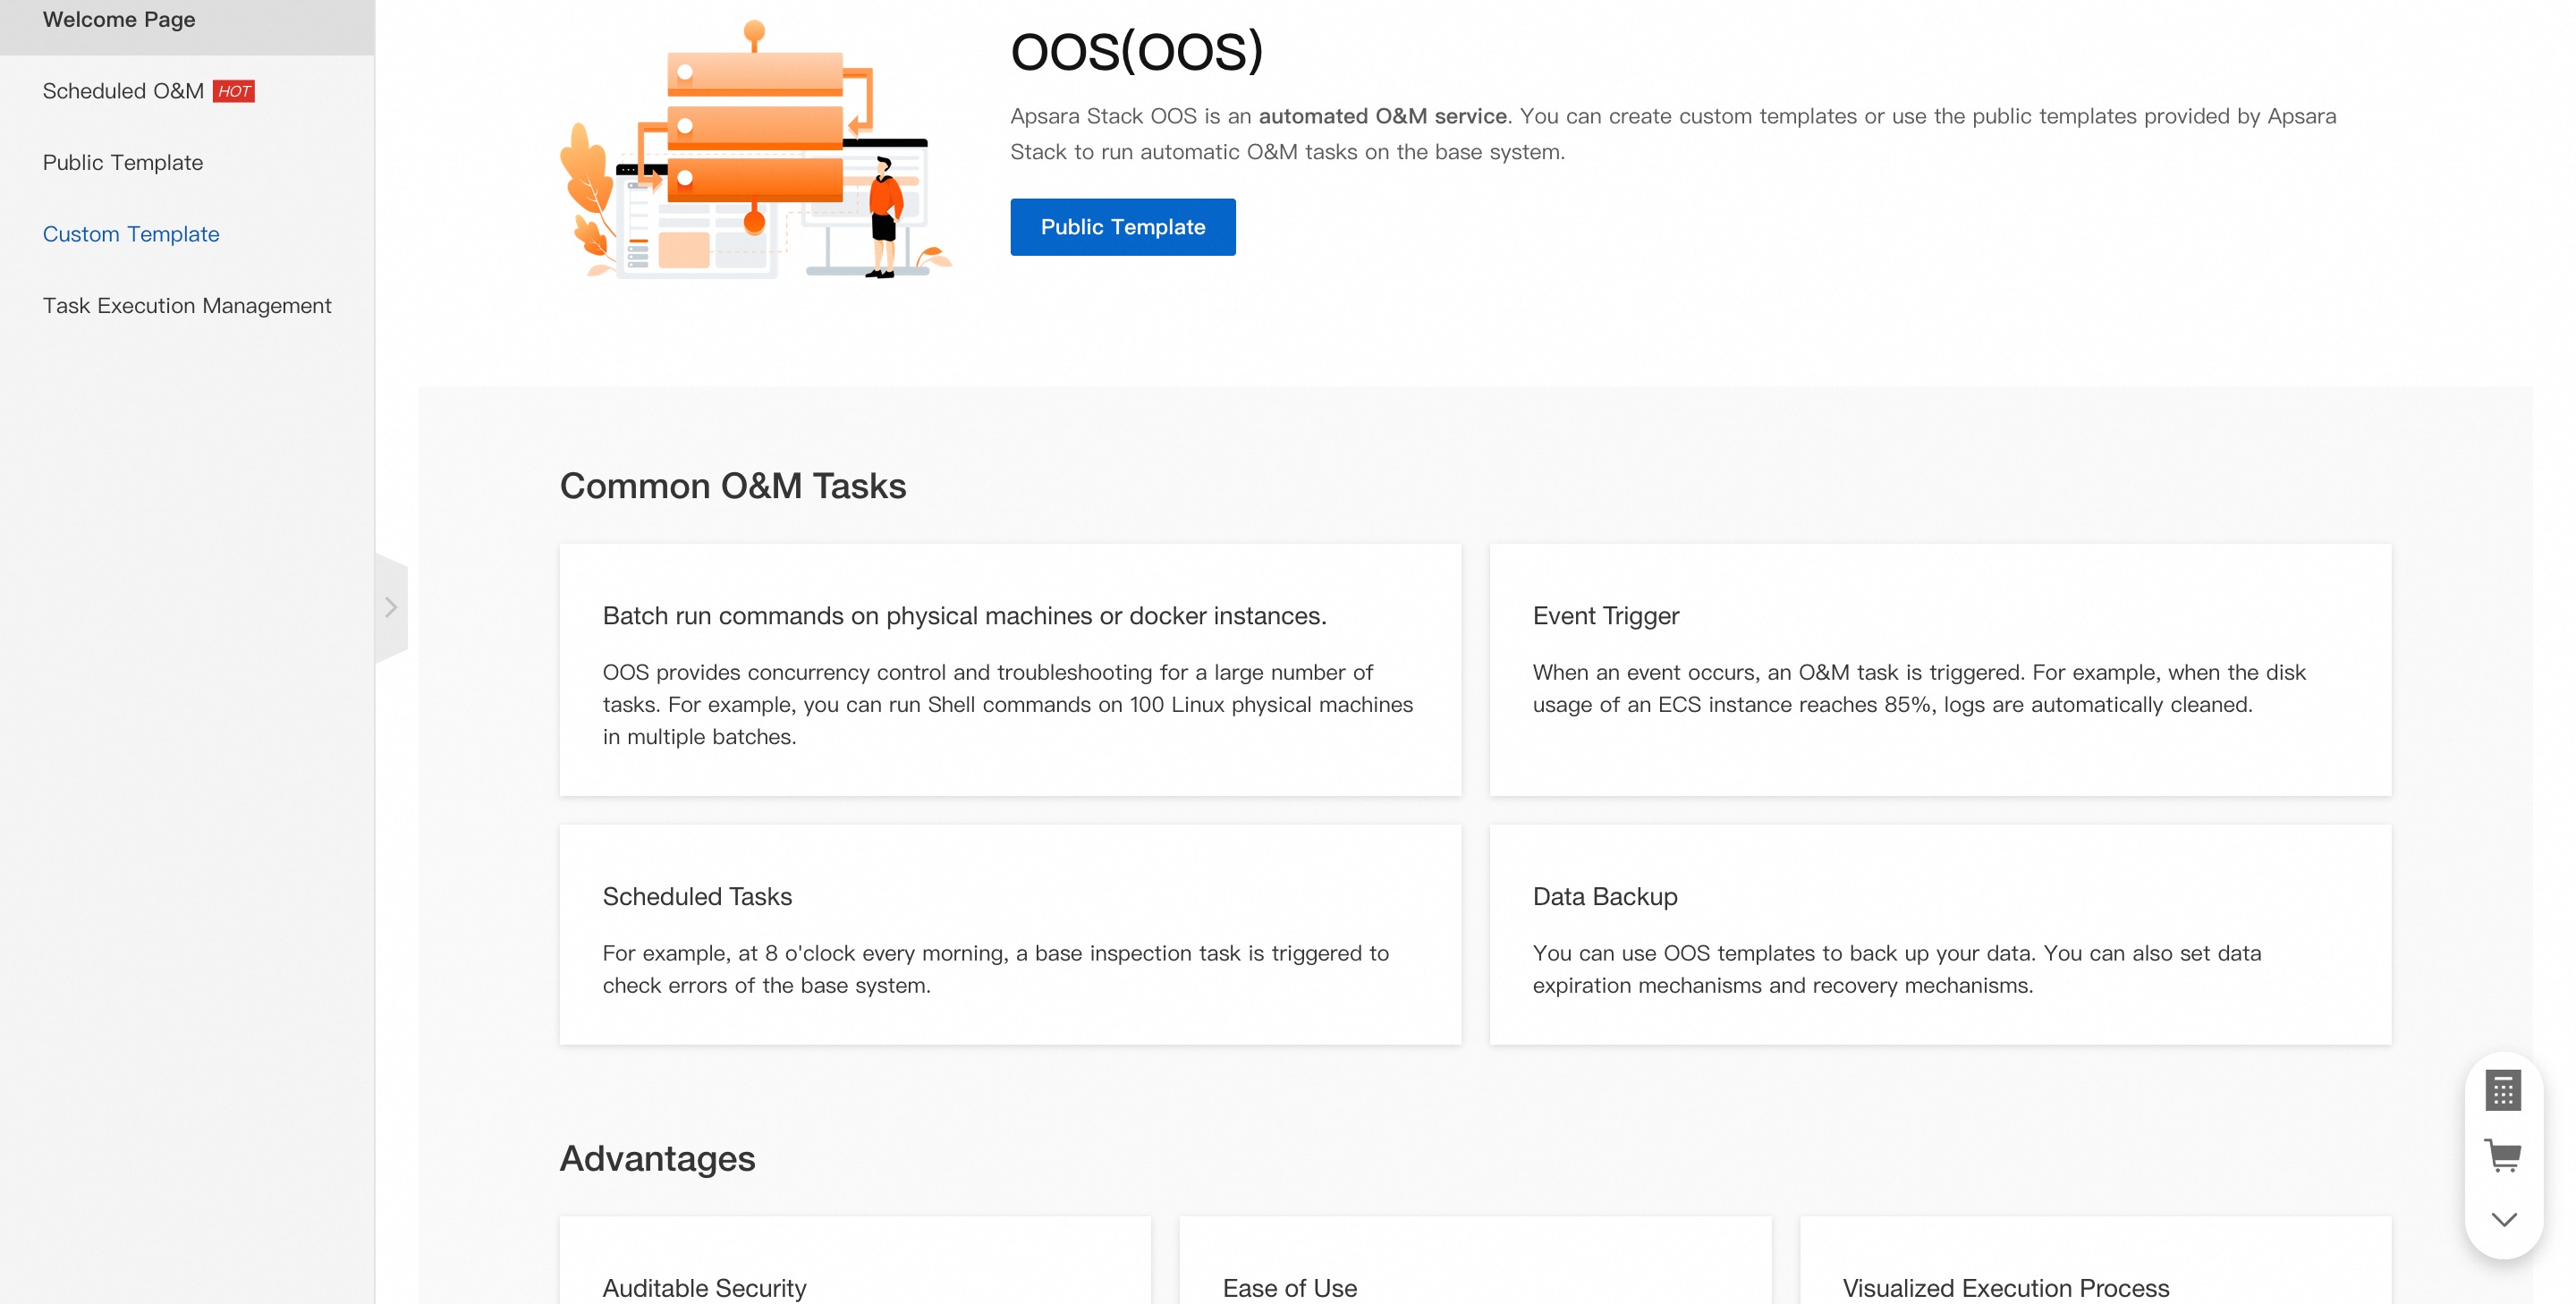 Welcome Page
Scheduled O&M HOT
Public Template
Custom Template
Task Execution Management
OOS(OOS)
Apsara Stack OOS is an automated O&M service. You can create custom templates or use the public templates provided by Apsara
Stack to run automatic O&M tasks on the base system.
Public Template
Common O&M Tasks
Batch run commands on physical machines or docker instances.
OOS provides concurrency control and troubleshooting for a large number of
tasks. For example, you can run Shell commands on 100 Linux physical machines
in multiple batches.
Event Trigger
When an event occurs, an O&M task is triggered. For example, when the disk
usage of an ECS instance reaches 85%, logs are automatically cleaned.
Scheduled Tasks
For example, at 8 o'clock every morning, a base inspection task is triggered to
check errors of the base system.
Data Backup
You can use OOS templates to back up your data. You can also set data
expiration mechanisms and recovery mechanisms.
Advantages
Auditable Security
Ease of Use
Visualized Execution Process